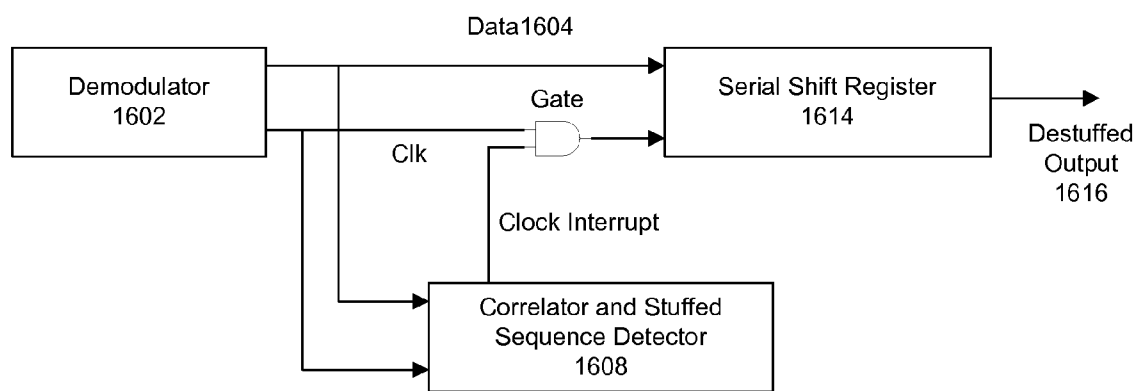 Data1604
Demodulator
1602
Gate
Serial Shift Register
1614
Clk
Destuffed
Output
1616
Clock Interrupt
Correlator and Stuffed
Sequence Detector
1608